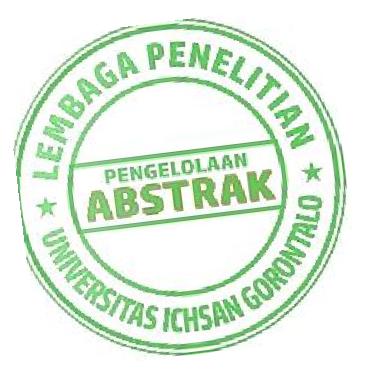 LEMBAGA PENELITIAN
PENGELOLAAN
ABSTRAK
UNIVERSITAS ICHSAN GORONTALO